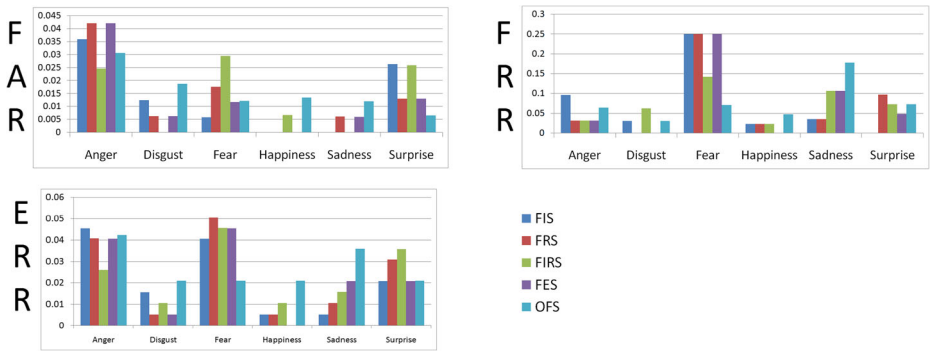 F
A
R
0.045
0.04
0.035
0.03
0.025
0.02
0.015
0.01
0.005
0
Anger Disgust Fear Happiness Sadness Surprise
F
R
R
0.3
0.25
0.2
0.15
0.1
0.05
0
Anger Disgust Fear Happiness Sadness Surprise
E
R
R
0.06
0.05
0.04
0.03
0.02
0.01
0
Anger Disgust Fear Happiness Sadness Surprise
FIS
FRS
FIRS
FES
OFS